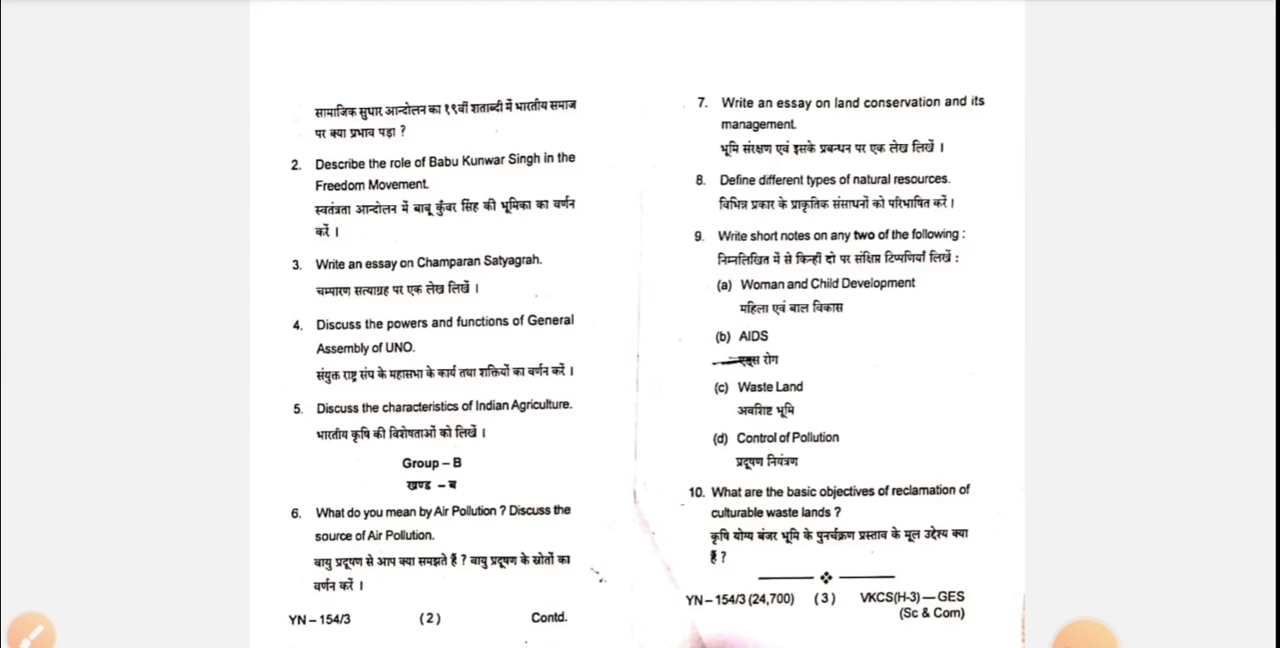 सामाजिक सुधार आन्दोलन का १९वीं शताब्दी में भारतीय समाज
पर क्या प्रभाव पड़ा ?
2. Describe the role of Babu Kunwar Singh in the
Freedom Movement.
स्वतंत्रता आन्दोलन में बाबू कुँवर सिंह की भूमिका का वर्णन
करें ।
3. Write an essay on Champaran Satyagrah.
चम्पारण सत्याग्रह पर एक लेख लिखें ।
4. Discuss the powers and functions of General
Assembly of UNO.
संयुक्त राष्ट्र संघ के महासभा के कार्य तथा शक्तियों का वर्णन करें ।
5. Discuss the characteristics of Indian Agriculture.
भारतीय कृषि की विशेषताओं को लिखें ।
Group – B
खण्ड – ब
6. What do you mean by Air Pollution ? Discuss the
source of Air Pollution.
वायु प्रदूषण से आप क्या समझते हैं ? वायु प्रदूषण के स्रोतों का
वर्णन करें ।
YN – 154/3 (2) Contd.
7. Write an essay on land conservation and its
management.
भूमि संरक्षण एवं इसके प्रबन्धन पर एक लेख लिखें ।
8. Define different types of natural resources.
विभिन्न प्रकार के प्राकृतिक संसाधनों को परिभाषित करें ।
9. Write short notes on any two of the following :
निम्नलिखित में से किन्हीं दो पर संक्षिप्त टिप्पणियाँ लिखें :
(a) Woman and Child Development
महिला एवं बाल विकास
(b) AIDS
एड्स रोग
(c) Waste Land
अवशिष्ट भूमि
(d) Control of Pollution
प्रदूषण नियंत्रण
10. What are the basic objectives of reclamation of
culturable waste lands ?
कृषि योग्य बंजर भूमि के पुनर्चक्रण प्रस्ताव के मूल उद्देश्य क्या
हैं ?
YN – 154/3 (24,700) (3) VKCS(H-3) — GES
(Sc & Com)